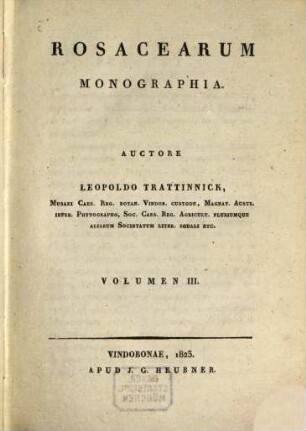 ROSACEARUM
MONOGRAPHIA.
AUCTORE
LEOPOLDO TRATTINNICK,
MUSAEI CAES. REG. BOTAN. VINDOB. CUSTODE, MAGNAT. AUSTR.
INFER. PHYTOGRAPHO, SOC. CAES. REG. AGRICULT. PLURIUMQUE
ALIARUM SOCIETATUM LITER. SODALI ETC.
VOLUMEN III.
VINDOBONAE, 1823.
APUD J. G. HEUBNER.
MÜNCHEN